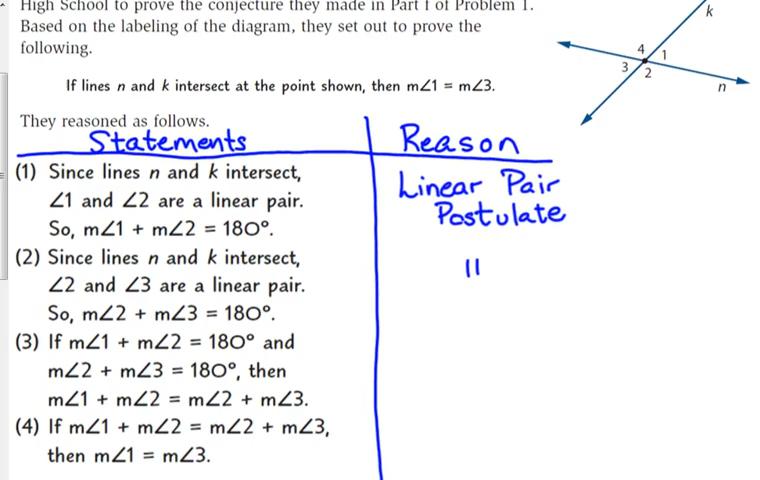 High School to prove the conjecture they made in Part I of Problem 1.
Based on the labeling of the diagram, they set out to prove the
following.
If lines n and k intersect at the point shown, then m∠1 = m∠3.
They reasoned as follows.
Statements
Reason
(1) Since lines n and k intersect,
∠1 and ∠2 are a linear pair.
So, m∠1 + m∠2 = 180°.
Linear Pair
Postulate
(2) Since lines n and k intersect,
∠2 and ∠3 are a linear pair.
So, m∠2 + m∠3 = 180°.
"
(3) If m∠1 + m∠2 = 180° and
m∠2 + m∠3 = 180°, then
m∠1 + m∠2 = m∠2 + m∠3.
(4) If m∠1 + m∠2 = m∠2 + m∠3,
then m∠1 = m∠3.
k
4 1
3 2
n